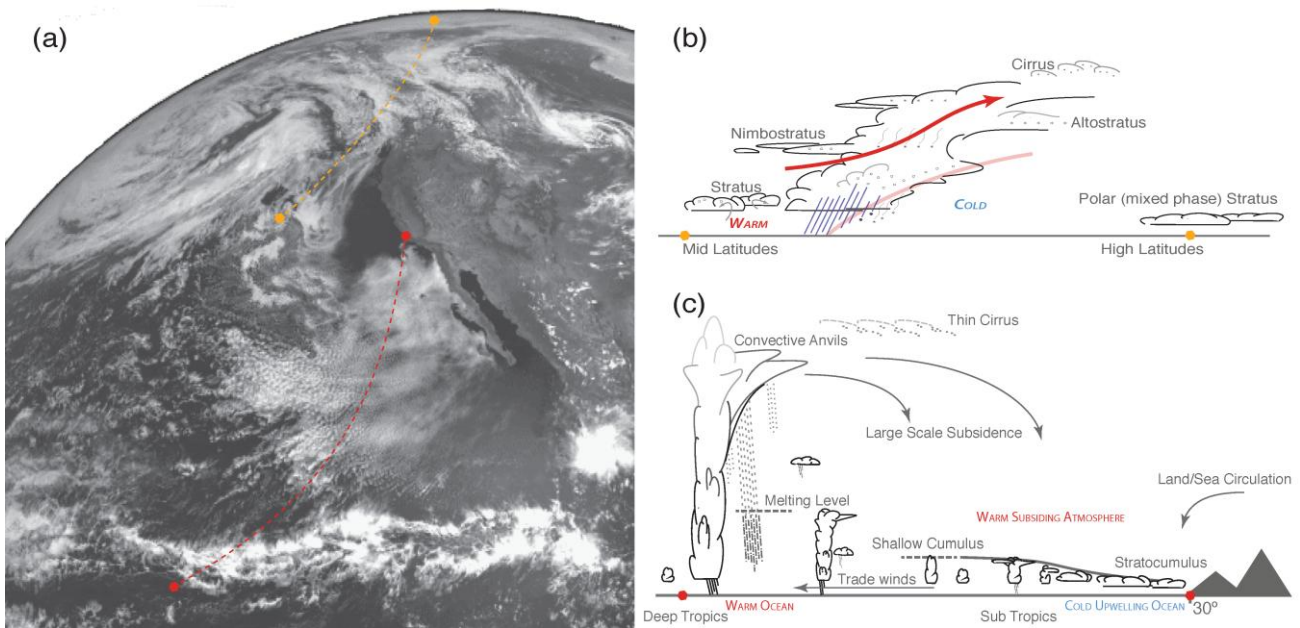 (a)
(b)
Cirrus
Altostratus
Nimbostratus
Stratus
WARM
COLD
Polar (mixed phase) Stratus
Mid Latitudes
High Latitudes
(c)
Thin Cirrus
Convective Anvils
Large Scale Subsidence
Land/Sea Circulation
Melting Level
WARM SUBSIDING ATMOSPHERE
Shallow Cumulus
Stratocumulus
Trade winds
WARM OCEAN
COLD UPWELLING OCEAN
30º
Deep Tropics
Sub Tropics